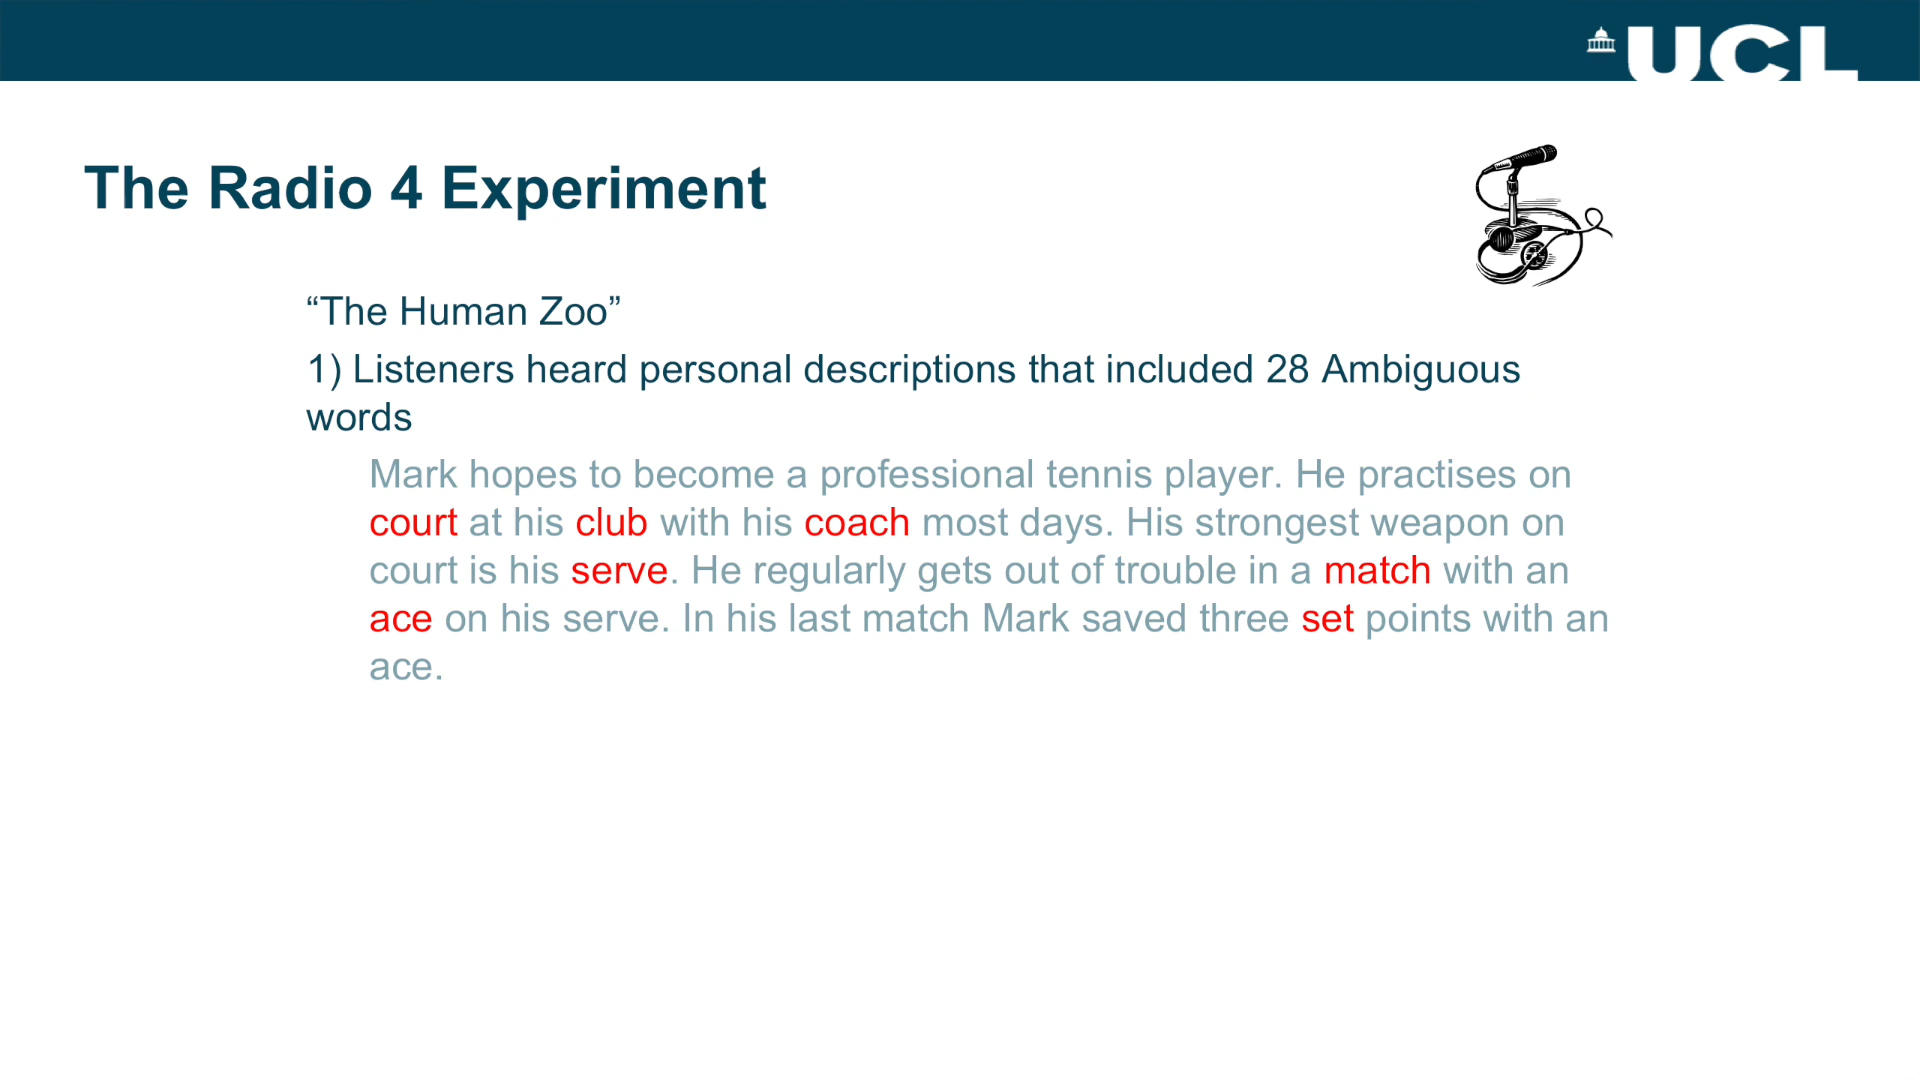 UCL
The Radio 4 Experiment
“The Human Zoo”
1) Listeners heard personal descriptions that included 28 Ambiguous
words
Mark hopes to become a professional tennis player. He practises on
court at his club with his coach most days. His strongest weapon on
court is his serve. He regularly gets out of trouble in a match with an
ace on his serve. In his last match Mark saved three set points with an
ace.